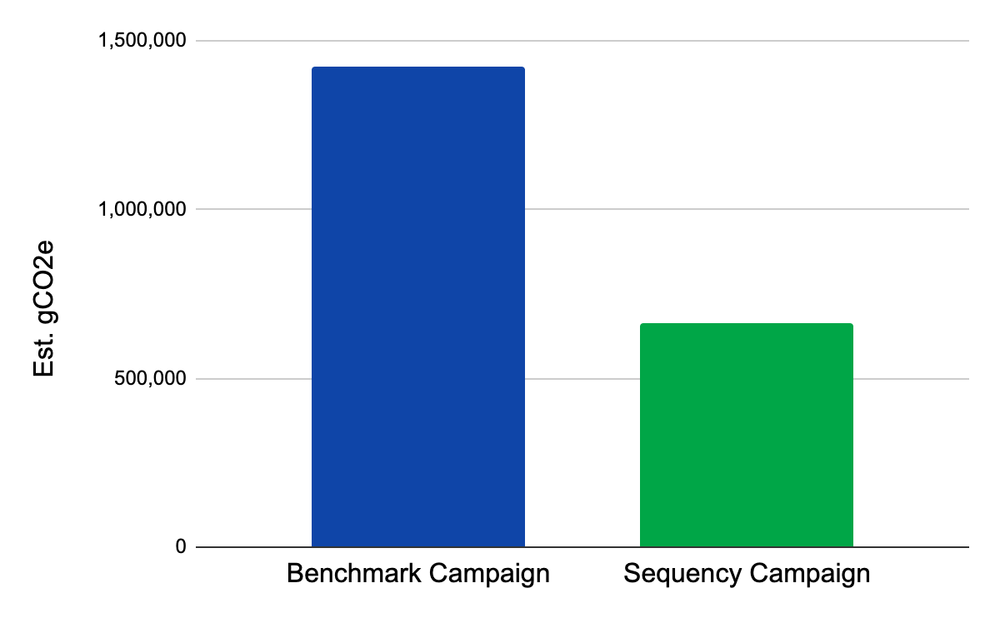 1,500,000
1,000,000
500,000
0
Est. gCO2e
Benchmark Campaign
Sequency Campaign